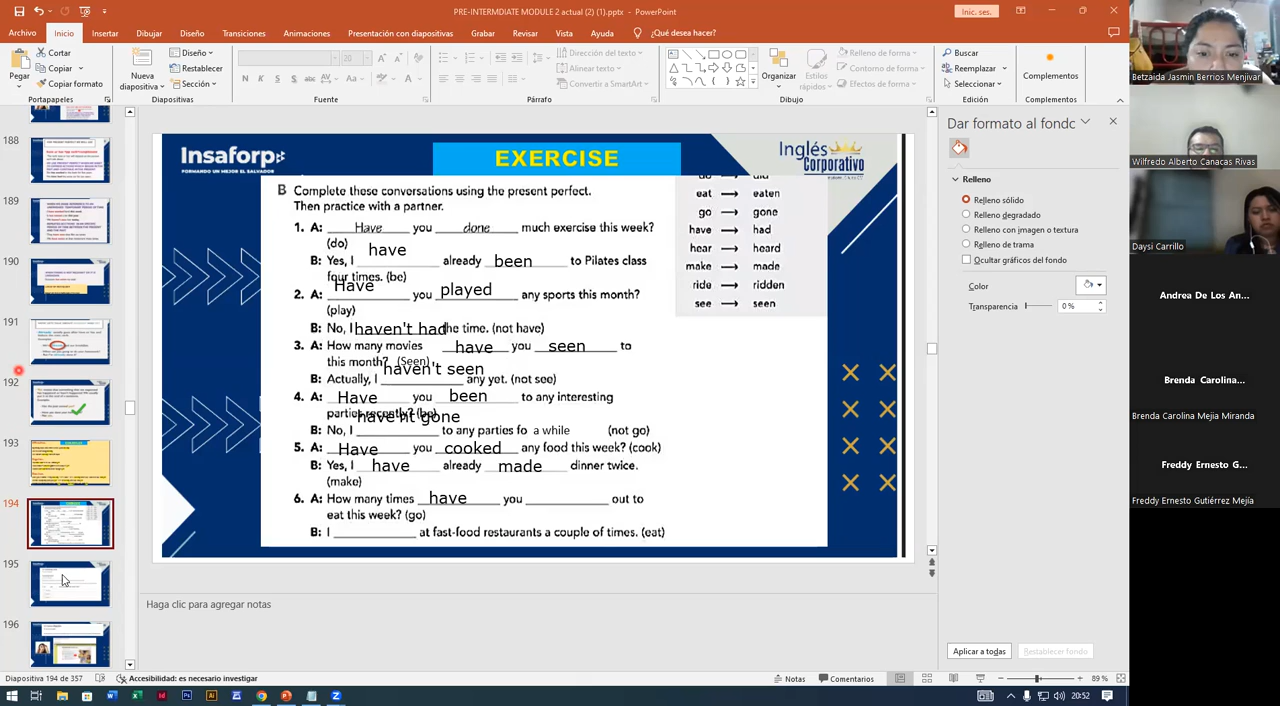 PRE-INTERMDIATE MODULE 2 actual (2) (1).pptx - PowerPoint
Inic. ses.
Archivo Inicio Insertar Dibujar Diseño Transiciones Animaciones Presentación con diapositivas Grabar Revisar Vista Ayuda ¿Qué desea hacer?
Pegar
Cortar
Copiar
Copiar formato
Portapapeles
Nueva diapositiva
Diseño
Restablecer
Sección
Diapositivas
20
N K S
Fuente
Párrafo
Dirección del texto
Alinear texto
Convertir a SmartArt
Organizar
Estilos rápidos
Relleno de forma
Contorno de forma
Efectos de forma
Dibujo
Buscar
Reemplazar
Seleccionar
Edición
Complementos
Complementos
188
189
190
191
192
193
194
195
196
Insaforp
FORMANDO UN MEJOR EL SALVADOR
EXERCISE
glés
Corporativo
B Complete these conversations using the present perfect.
Then practice with a partner.
1. A: Have you done much exercise this week?
(do)
B: Yes, I have already been to Pilates class
four times. (be)
2. A: Have you played any sports this month?
(play)
B: No, I haven't had the time. (not have)
3. A: How many movies have you seen to
this month? (Seen)
B: Actually, I haven't seen any yet. (not see)
4. A: Have you been to any interesting
parties recently? (be)
B: No, I have nt gone to any parties fo a while (not go)
5. A: Have you cooked any food this week? (cook)
B: Yes, I have already made dinner twice.
(make)
6. A: How many times have you out to
eat this week? (go)
B: I at fast-food restaurants a couple of times. (eat)
do → did
eat → eaten
go → gone
have → had
hear → heard
make → made
ride → ridden
see → seen
Haga clic para agregar notas
Dar formato al fondo
Relleno
Relleno sólido
Relleno degradado
Relleno con imagen o textura
Relleno de trama
Ocultar gráficos del fondo
Color
Transparencia 0 %
Aplicar a todas
Restablecer fondo
Diapositiva 194 de 357
Accesibilidad: es necesario investigar
Notas
Comentarios
89 %
20:52
Betzaida Jasmin Berrios Menjivar
Wilfredo Alberto Canacas Rivas
Daysi Carrillo
Andrea De Los An...
Brenda Carolina...
Brenda Carolina Mejia Miranda
Freddy Ernesto G...
Freddy Ernesto Gutiérrez Mejía